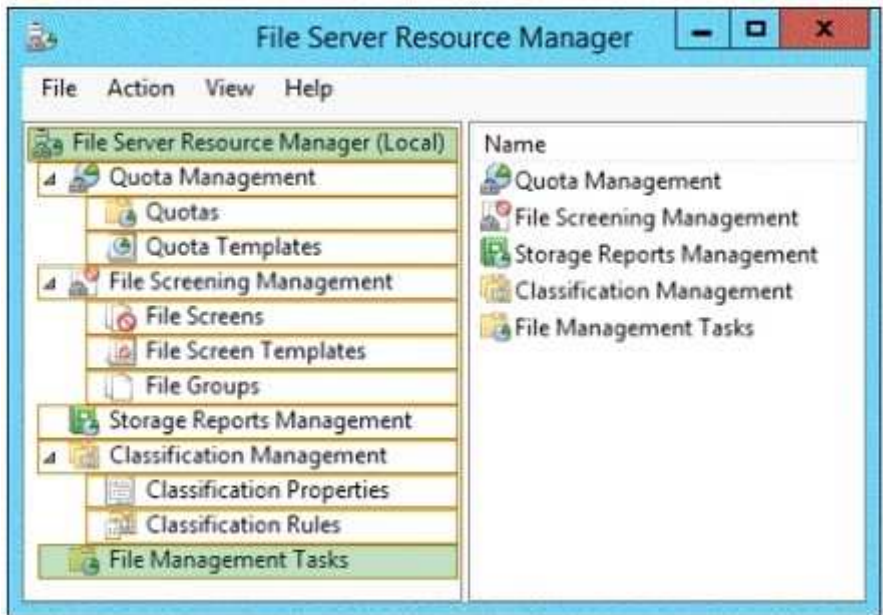 File Server Resource Manager
File Action View Help
File Server Resource Manager (Local)
Quota Management
Quotas
Quota Templates
File Screening Management
File Screens
File Screen Templates
File Groups
Storage Reports Management
Classification Management
Classification Properties
Classification Rules
File Management Tasks
Name
Quota Management
File Screening Management
Storage Reports Management
Classification Management
File Management Tasks